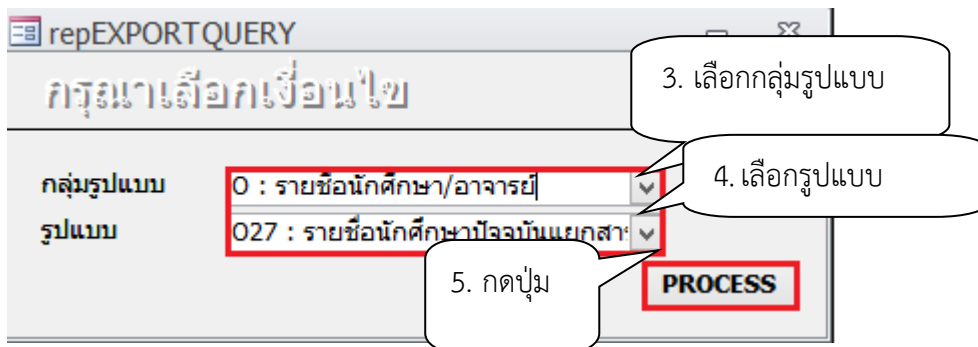 repEXPORTQUERY
กรุณาเลือกเงื่อนไข
3. เลือกกลุ่มรูปแบบ
กลุ่มรูปแบบ
O : รายชื่อนักศึกษา/อาจารย์
4. เลือกรูปแบบ
รูปแบบ
O27 : รายชื่อนักศึกษาปัจจุบันแยกสา
5. กดปุ่ม
PROCESS